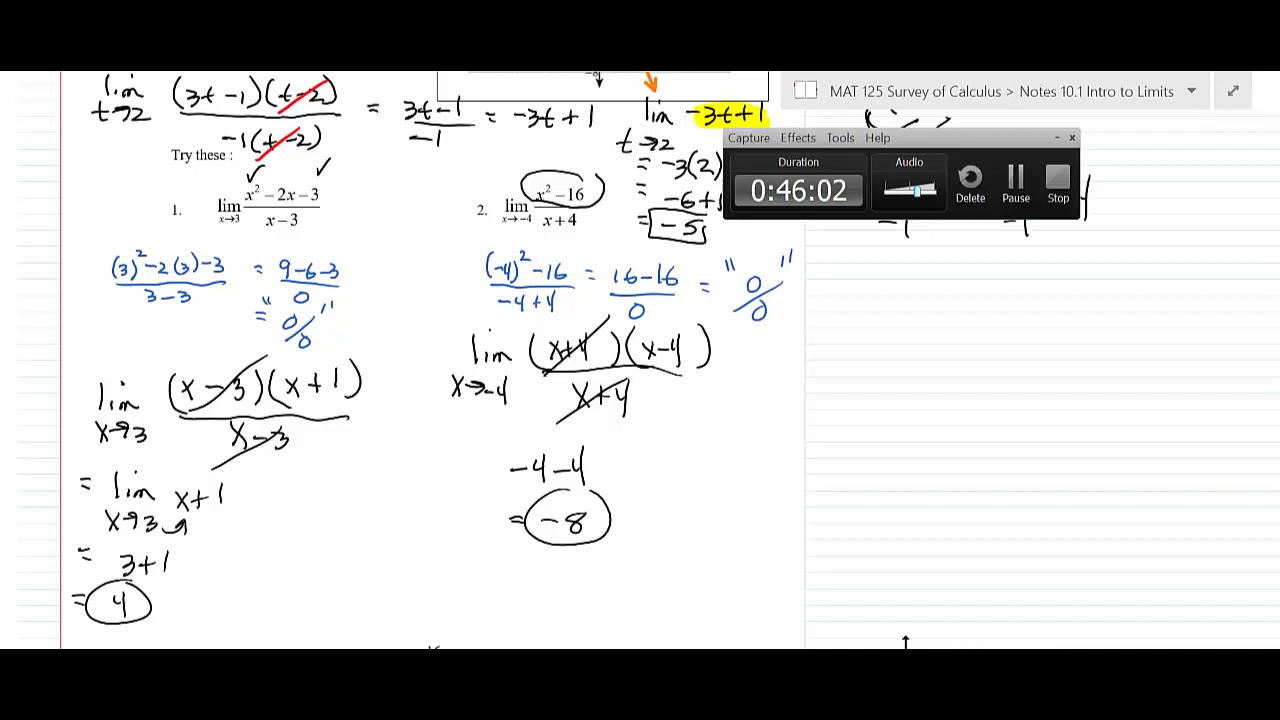 lim t→2 (3t-1)(t-2) / -1(t-2) = 3t-1 / -1 = -3t+1
lim t→2 -3t+1
= -3(2)
=
-6+
= -5
MAT 125 Survey of Calculus > Notes 10.1 Intro to Limits
Capture Effects Tools Help
Duration
0:46:02
Audio
Delete Pause Stop
-1 -1
Try these :
1. lim x→3 x² − 2x − 3 / x − 3
2. lim x→−4 x² − 16 / x + 4
(3)²-2(3)-3 / 3-3 = 9-6-3 / 0
= "0/0"
(-4)²-16 / -4+4 = 16-16 / 0 = "0/0"
lim x→3 (x-3)(x+1) / x-3
= lim x→3 x+1
= 3+1
= 4
lim x→-4 (x+4)(x-4) / x+4
-4-4
= -8